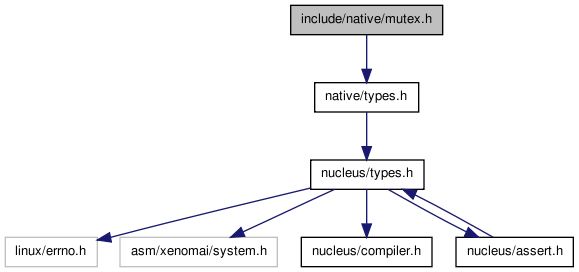 include/native/mutex.h
native/types.h
nucleus/types.h
linux/errno.h
asm/xenomai/system.h
nucleus/compiler.h
nucleus/assert.h